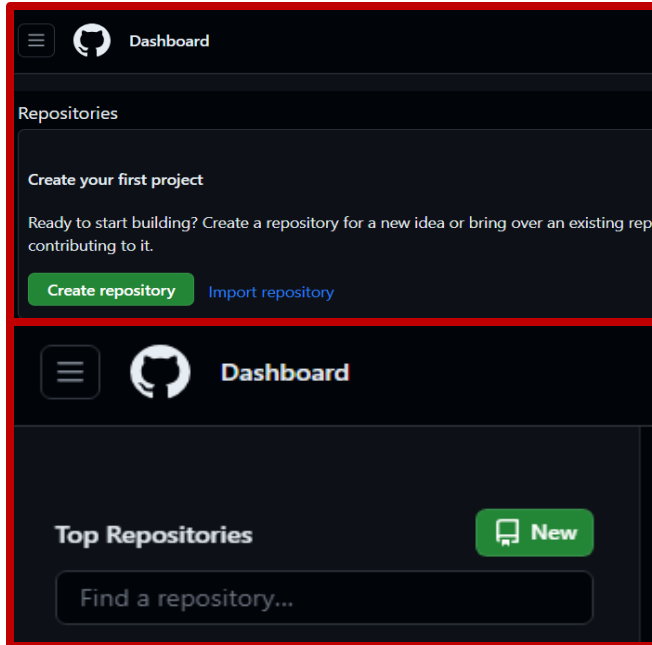 Dashboard
Repositories
Create your first project
Ready to start building? Create a repository for a new idea or bring over an existing rep
contributing to it.
Create repository Import repository
Dashboard
Top Repositories New
Find a repository...